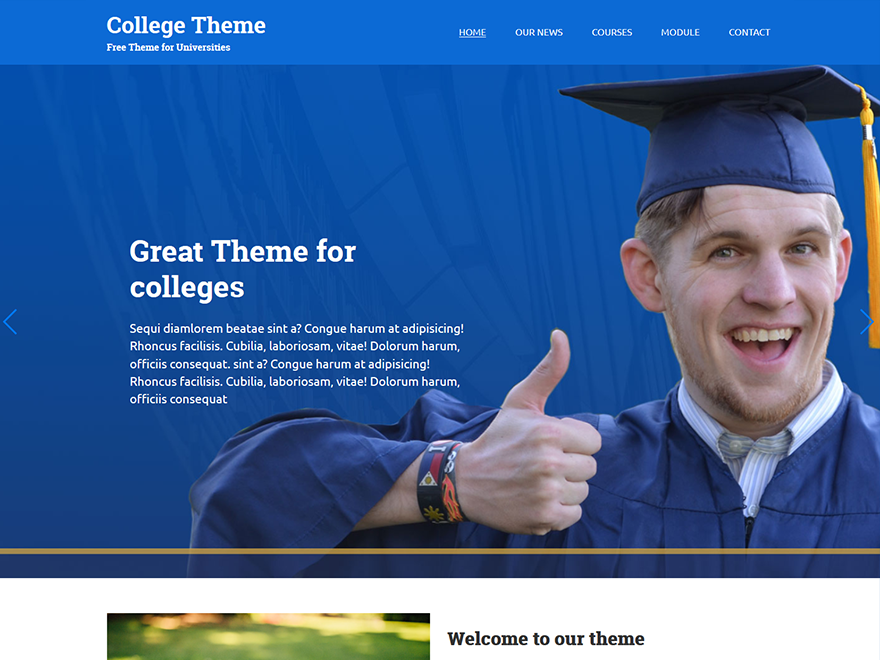 College Theme
Free Theme for Universities
HOME
OUR NEWS
COURSES
MODULE
CONTACT
Great Theme for
colleges
Sequi diamlorem beatae sint a? Congue harum at adipisicing!
Rhoncus facilisis. Cubilia, laboriosam, vitae! Dolorum harum,
officiis consequat. sint a? Congue harum at adipisicing!
Rhoncus facilisis. Cubilia, laboriosam, vitae! Dolorum harum,
officiis consequat
Welcome to our theme